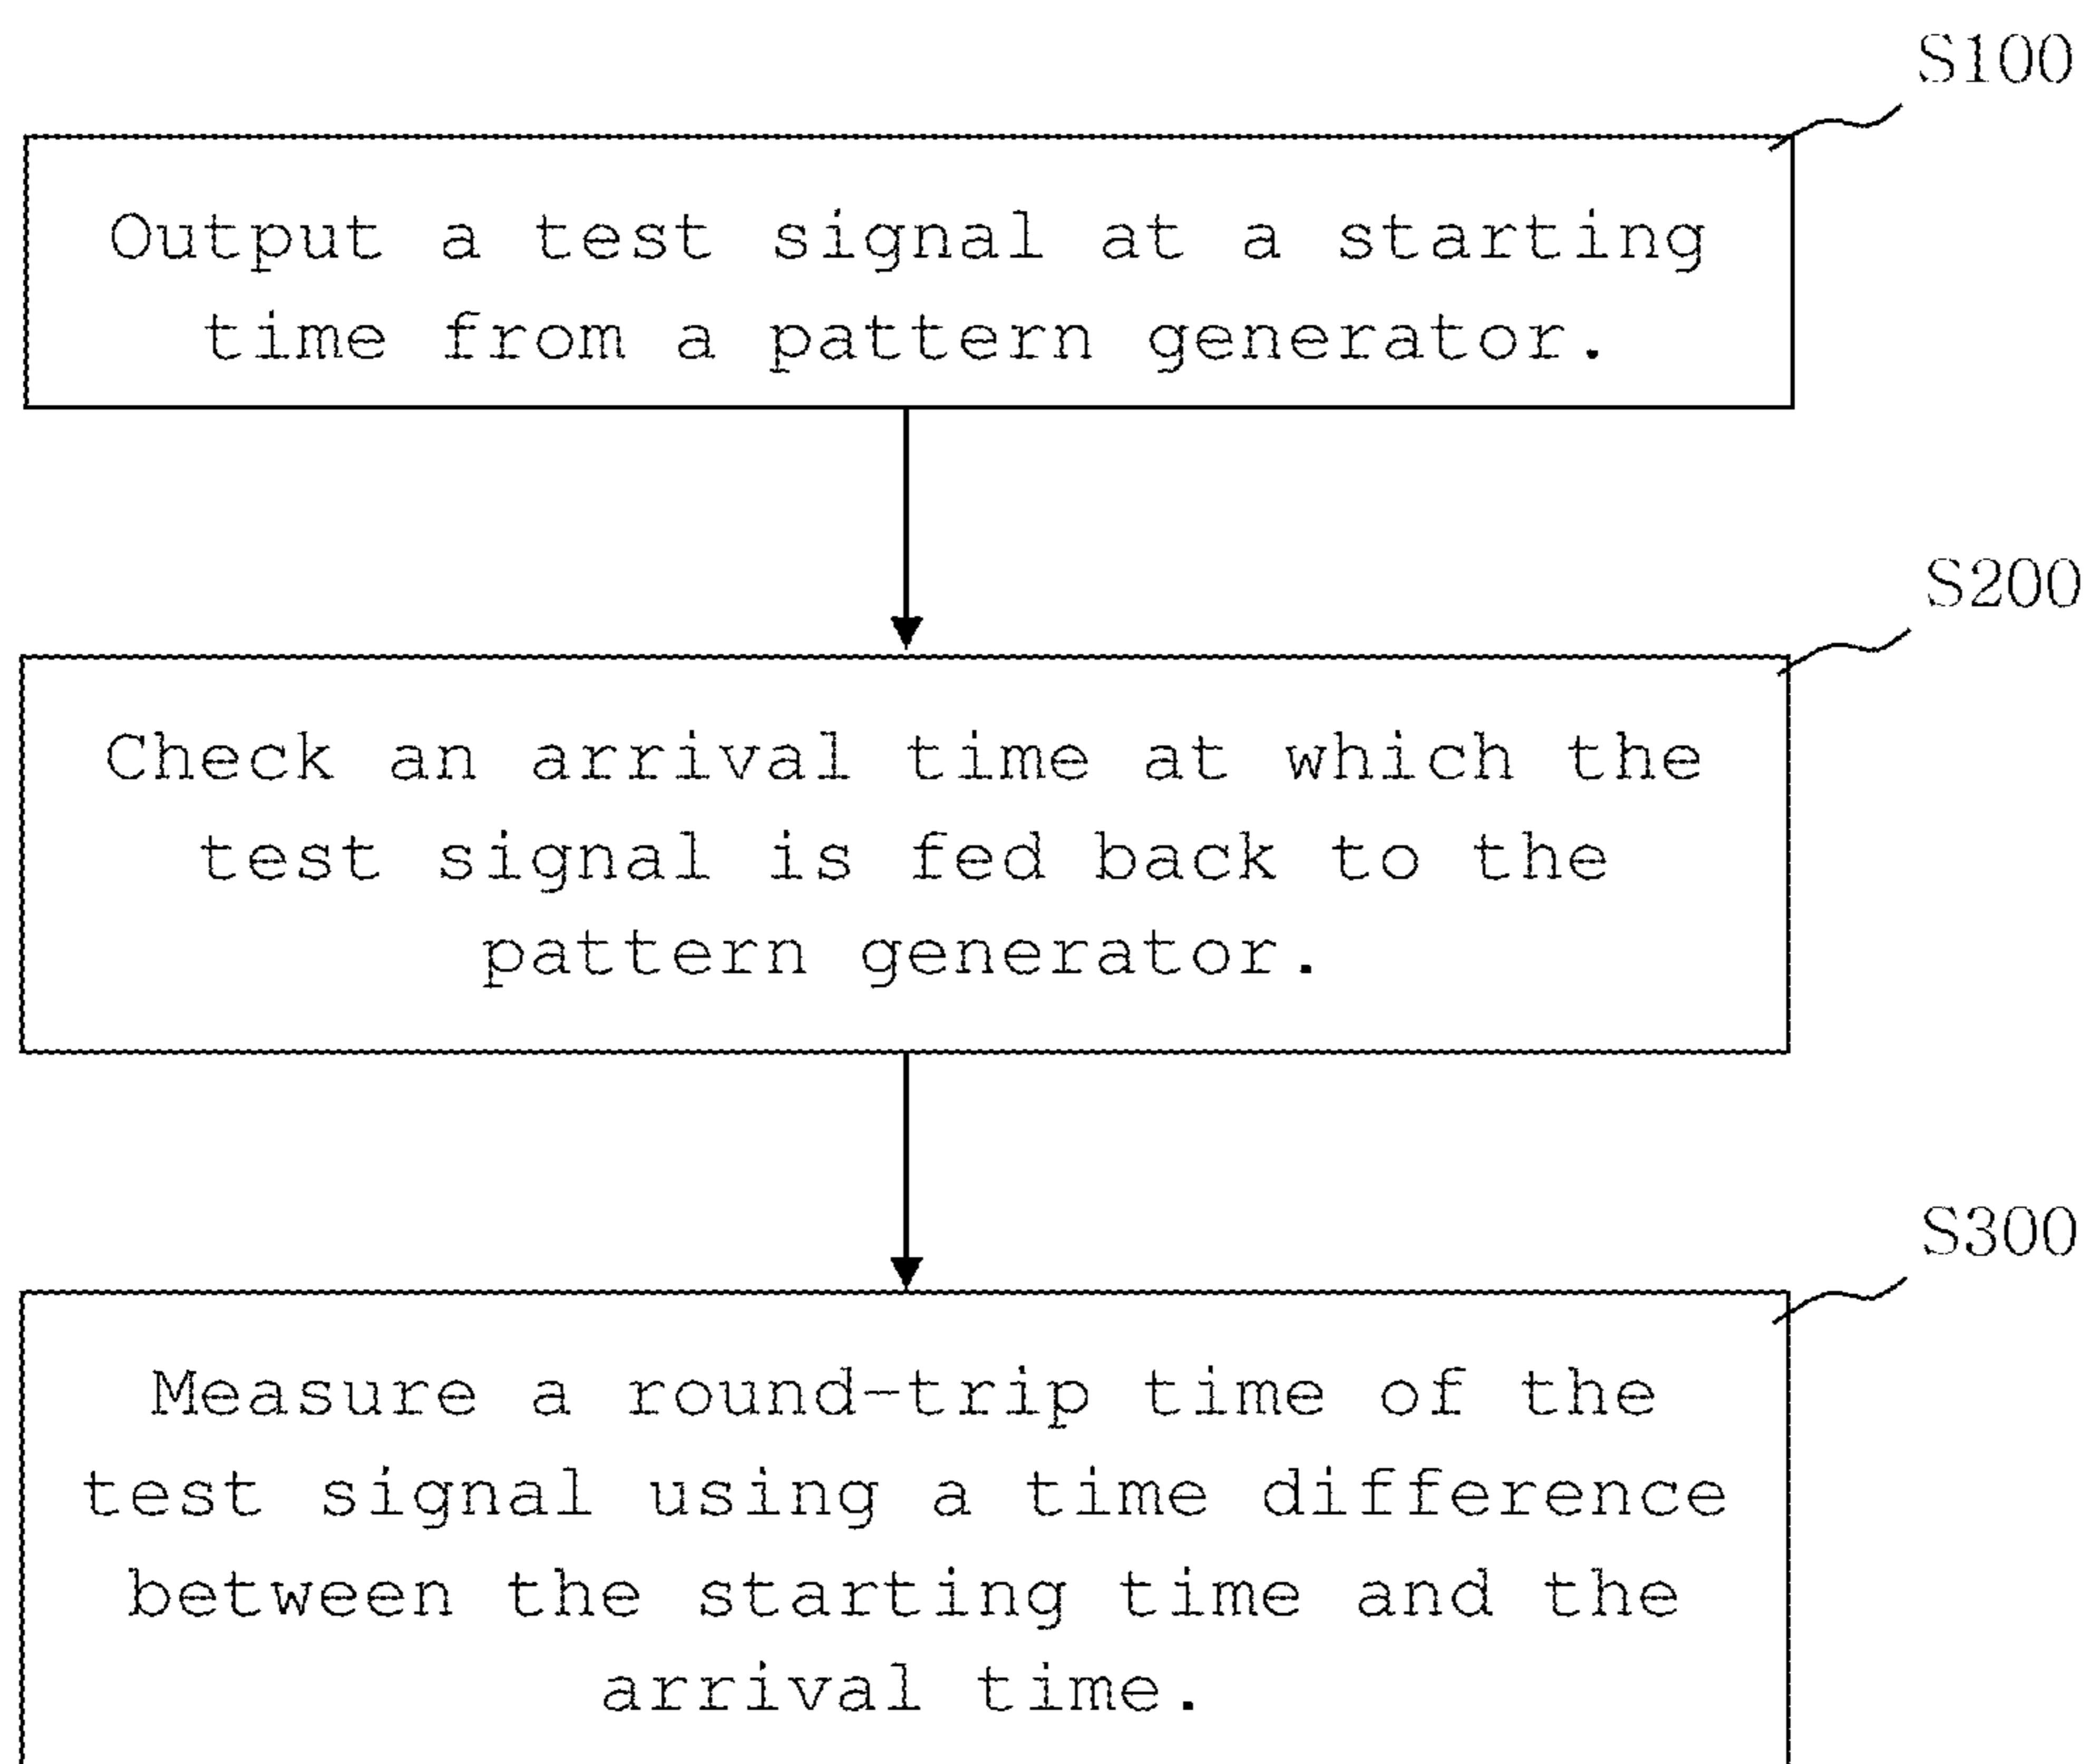 S100
Output a test signal at a starting
time from a pattern generator.
S200
Check an arrival time at which the
test signal is fed back to the
pattern generator.
S300
Measure a round-trip time of the
test signal using a time difference
between the starting time and the
arrival time.